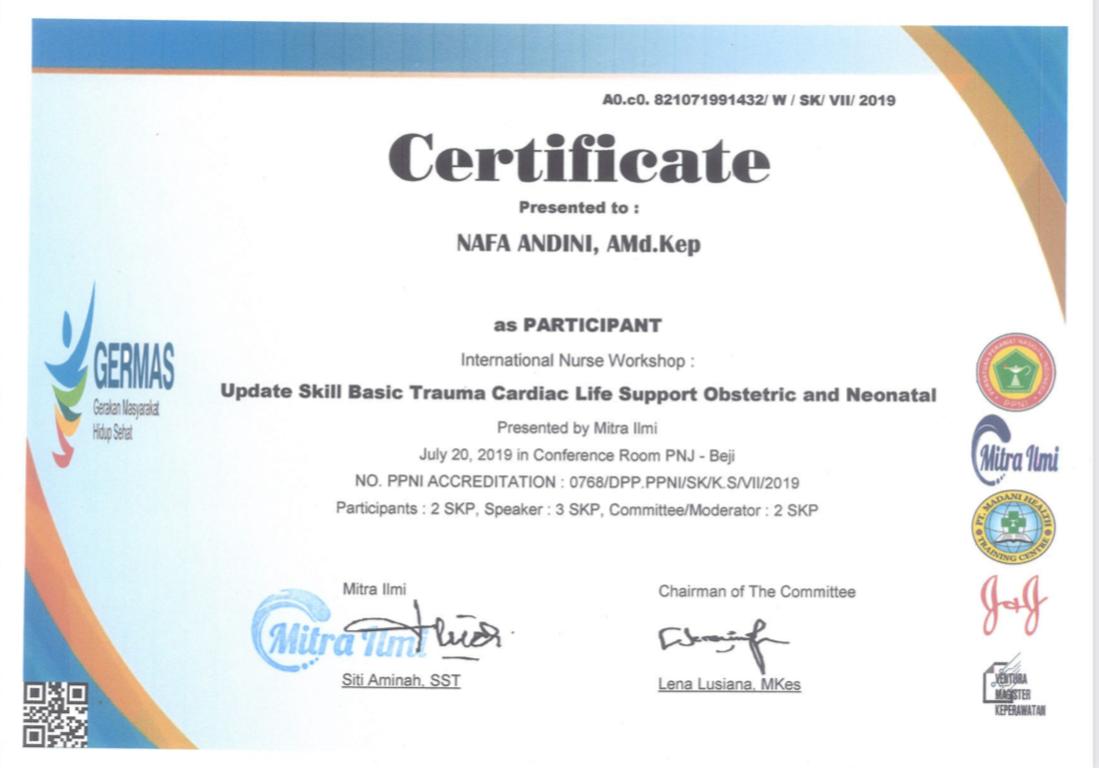 A0.c0. 821071991432/ W / SK/ VII/ 2019
Certificate
Presented to :
NAFA ANDINI, AMd.Kep
as PARTICIPANT
International Nurse Workshop :
Update Skill Basic Trauma Cardiac Life Support Obstetric and Neonatal
Presented by Mitra Ilmi
July 20, 2019 in Conference Room PNJ - Beji
NO. PPNI ACCREDITATION : 0768/DPP.PPNI/SK/K.S/VII/2019
Participants : 2 SKP, Speaker : 3 SKP, Committee/Moderator : 2 SKP
GERMAS
Gerakan Masyarakat
Hidup Sehat
PERSATUAN PERAWAT NASIONAL INDONESIA
PPNI
Mitra Ilmi
PT. MADANI HEALTH
TRAINING CENTRE
J&J
VENTURA
MAGISTER
KEPERAWATAN
Mitra Ilmi
Mitra Ilmi
Siti Aminah, SST
Chairman of The Committee
Lena Lusiana, MKes